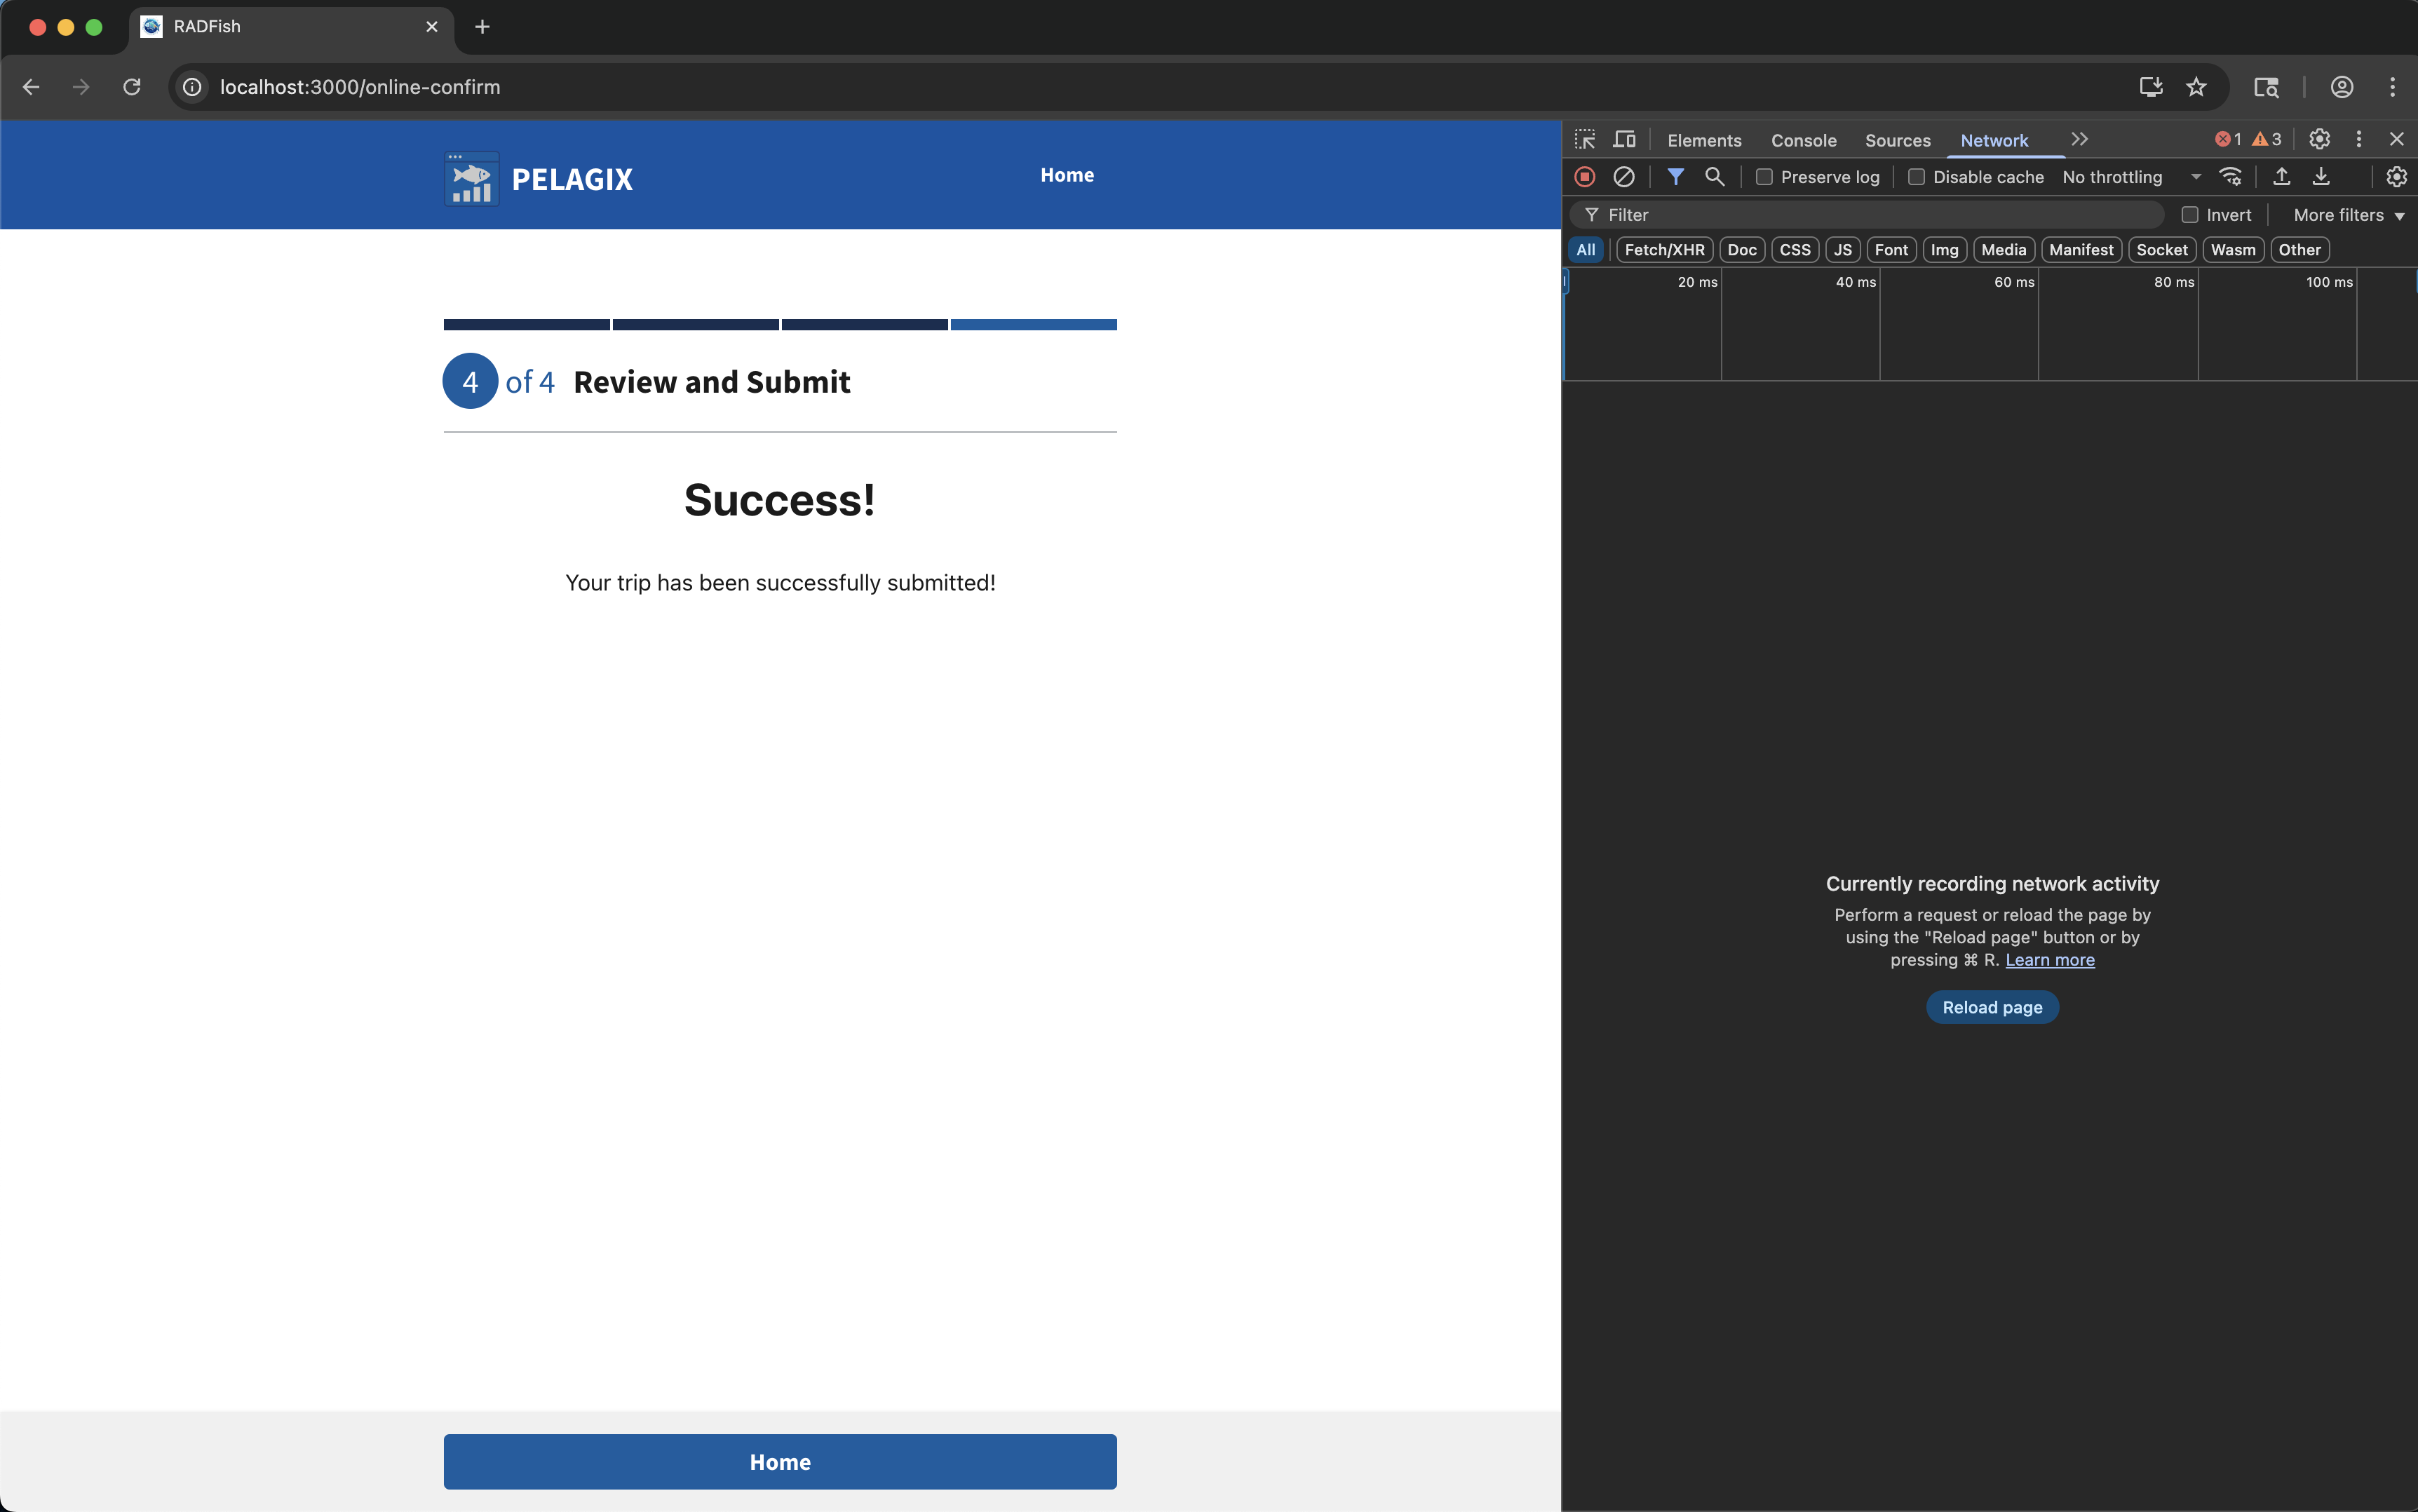 RADFish
localhost:3000/online-confirm
PELAGIX
Home
4 of 4 Review and Submit
Success!
Your trip has been successfully submitted!
Home
Elements Console Sources Network 1 3
Preserve log Disable cache No throttling
Filter Invert More filters
All Fetch/XHR Doc CSS JS Font Img Media Manifest Socket Wasm Other
20 ms 40 ms 60 ms 80 ms 100 ms
Currently recording network activity
Perform a request or reload the page by
using the "Reload page" button or by
pressing ⌘ R. Learn more
Reload page